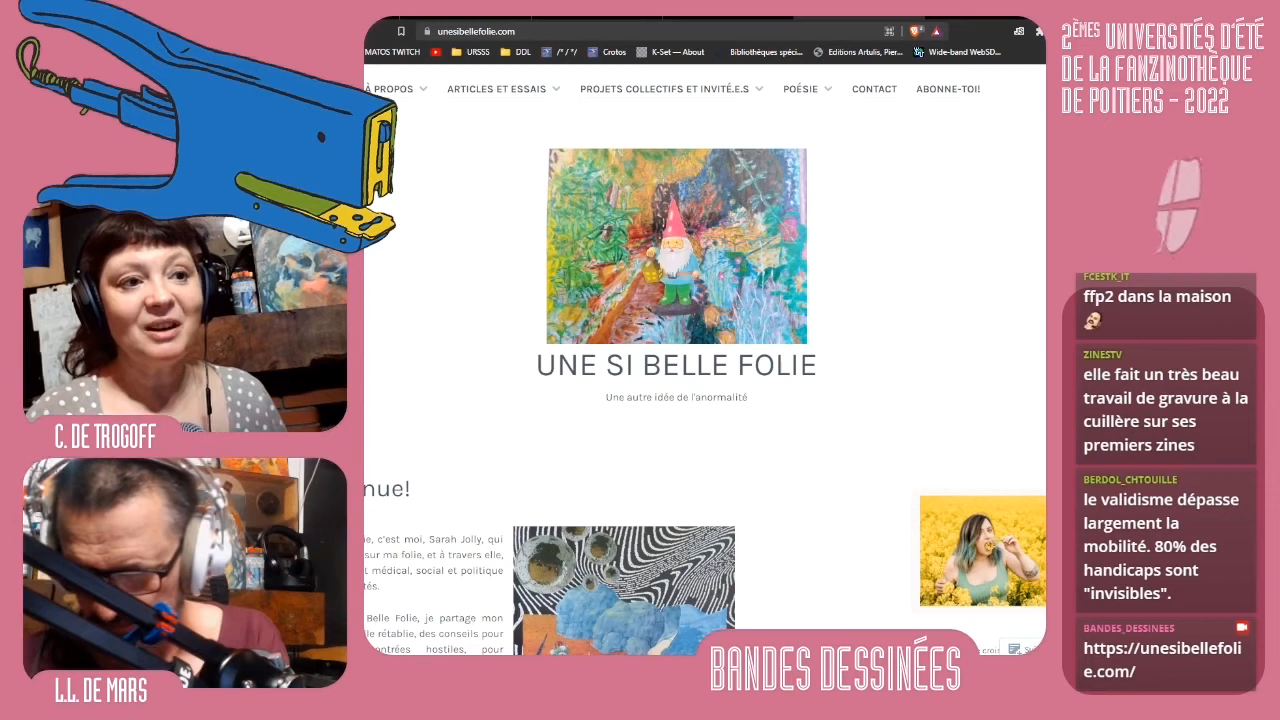 unesibellefolie.com
MATOS TWITCH
URSSS
DDL
/*°*/
Crotos
K-Set — About
Bibliothèques spéci...
Editions Artulis, Pier...
Wide-band WebSD...
À PROPOS
ARTICLES ET ESSAIS
PROJETS COLLECTIFS ET INVITÉ.E.S
POÉSIE
CONTACT
ABONNE-TOI!
UNE SI BELLE FOLIE
Une autre idée de l'anormalité
nue!
ie, c'est moi, Sarah Jolly, qui
sur ma folie, et à travers elle,
t médical, social et politique
tés.
Belle Folie, je partage mon
le rétablie, des conseils pour
contrées hostiles, pour
croi
C. DE TROGOFF
L.L. DE MARS
BANDES DESSINÉES
2ÈMES UNIVERSITÉS D'ÉTÉ
DE LA FANZINOTHÈQUE
DE POITIERS - 2022
FCESTK_IT
ffp2 dans la maison
ZINESTV
elle fait un très beau
travail de gravure à la
cuillère sur ses
premiers zines
BERDOL_CHTOUILLE
le validisme dépasse
largement la
mobilité. 80% des
handicaps sont
"invisibles".
BANDES_DESSINEES
https://unesibellefoli
e.com/